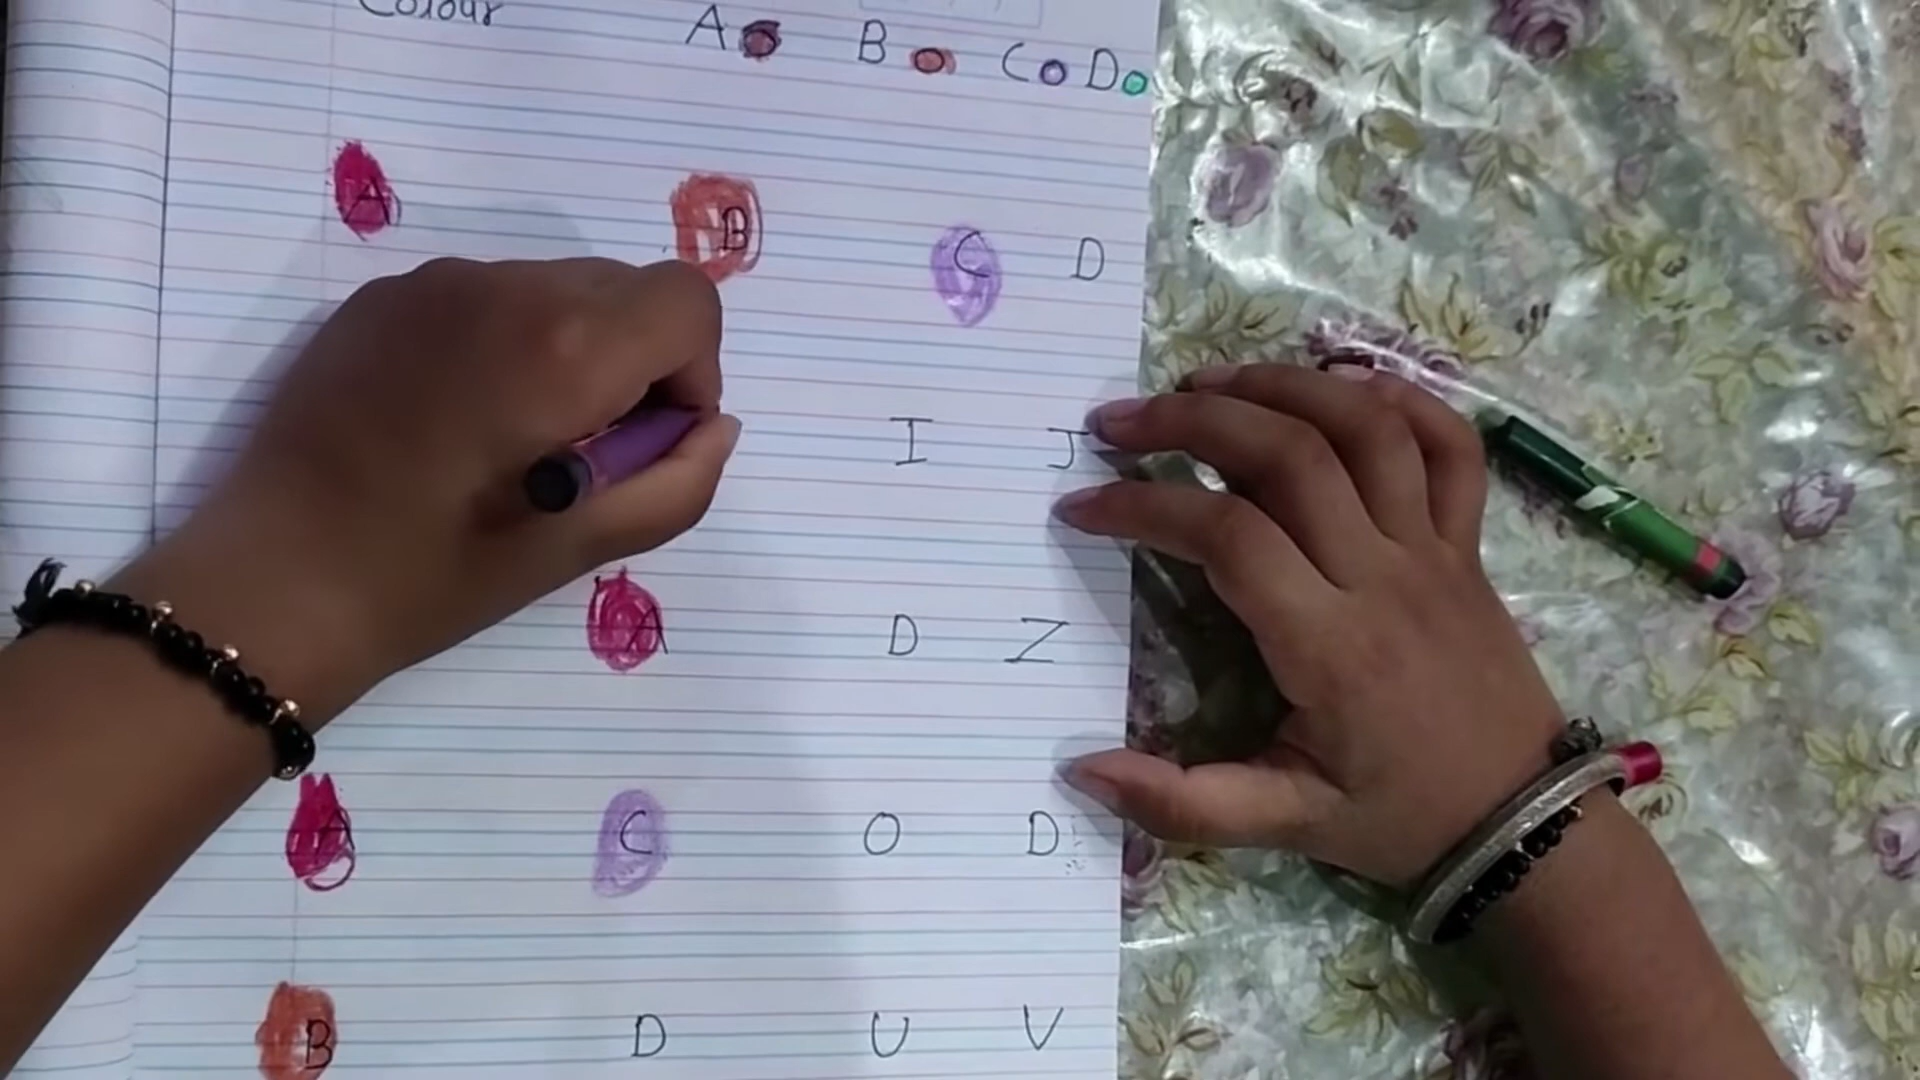 Colour A B C D
A B C D
I J
A D Z
A C O D
B D U V